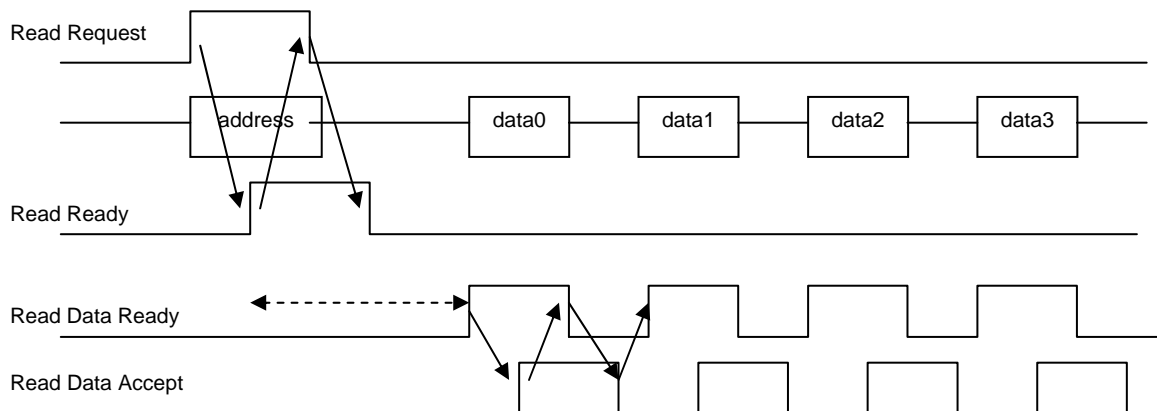 Read Request
address data0 data1 data2 data3
Read Ready
Read Data Ready
Read Data Accept